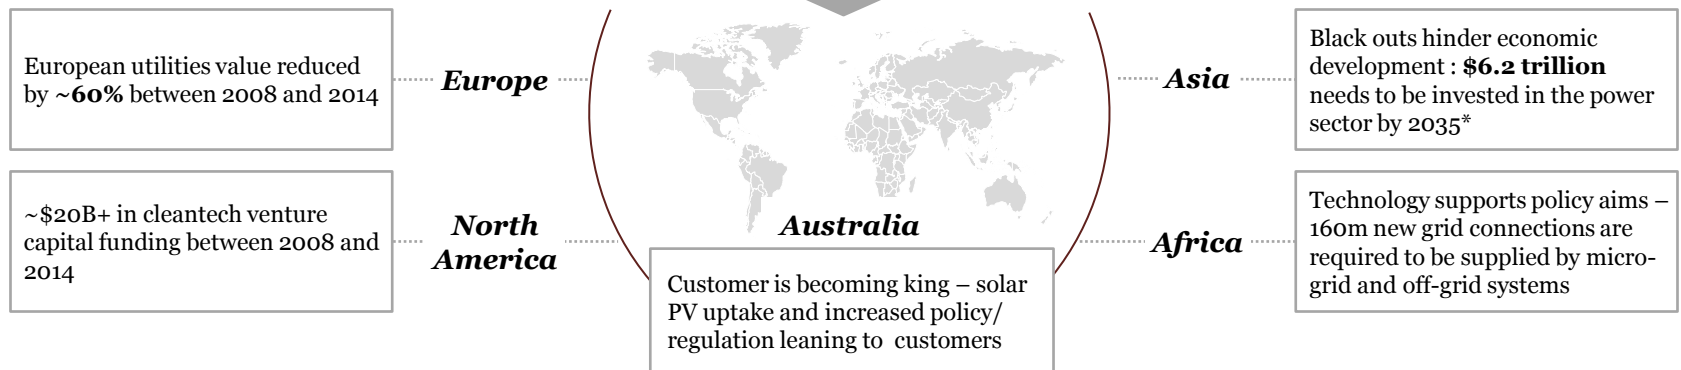 European utilities value reduced
by ~60% between 2008 and 2014
Europe
~$20B+ in cleantech venture
capital funding between 2008 and
2014
North
America
Australia
Customer is becoming king – solar
PV uptake and increased policy/
regulation leaning to customers
Asia
Black outs hinder economic
development : $6.2 trillion
needs to be invested in the power
sector by 2035*
Africa
Technology supports policy aims –
160m new grid connections are
required to be supplied by micro-
grid and off-grid systems